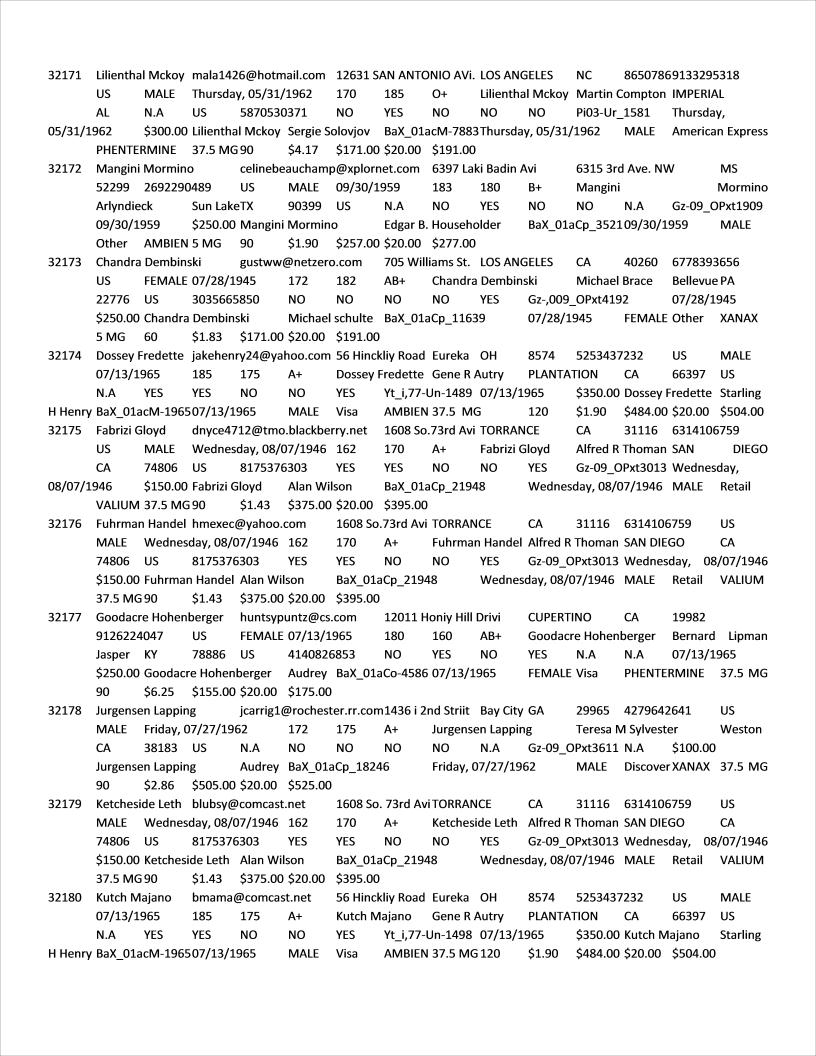 32171 Lilienthal Mckoy mala1426@hotmail.com 12631 SAN ANTONIO AVi. LOS ANGELES NC 86507869133295318
US MALE Thursday, 05/31/1962 170 185 O+ Lilienthal Mckoy Martin Compton IMPERIAL
AL N.A US 5870530371 NO YES NO NO NO Pi03-Ur_1581 Thursday,
05/31/1962 $300.00 Lilienthal Mckoy Sergie Solovjov BaX_01acM-7883Thursday, 05/31/1962 MALE American Express
PHENTERMINE 37.5 MG 90 $4.17 $171.00 $20.00 $191.00
32172 Mangini Mormino celinebeauchamp@xplornet.com 6397 Laki Badin Avi 6315 3rd Ave. NW MS
52299 2692290489 US MALE 09/30/1959 183 180 B+ Mangini Mormino
Arlyndieck Sun LakeTX 90399 US N.A NO YES NO NO N.A Gz-09_OPxt1909
09/30/1959 $250.00 Mangini Mormino Edgar B. Householder BaX_01aCp_352109/30/1959 MALE
Other AMBIEN 5 MG 90 $1.90 $257.00 $20.00 $277.00
32173 Chandra Dembinski gustww@netzero.com 705 Williams St. LOS ANGELES CA 40260 6778393656
US FEMALE 07/28/1945 172 182 AB+ Chandra Dembinski Michael Brace Bellevue PA
22776 US 3035665850 NO NO NO NO YES Gz-,009_OPxt4192 07/28/1945
$250.00 Chandra Dembinski Michael schulte BaX_01aCp_11639 07/28/1945 FEMALE Other XANAX
5 MG 60 $1.83 $171.00 $20.00 $191.00
32174 Dossey Fredette jakehenry24@yahoo.com 56 Hinckliy Road Eureka OH 8574 5253437232 US MALE
07/13/1965 185 175 A+ Dossey Fredette Gene R Autry PLANTATION CA 66397 US
N.A YES YES NO NO YES Yt_i,77-Un-1489 07/13/1965 $350.00 Dossey Fredette Starling
H Henry BaX_01acM-196507/13/1965 MALE Visa AMBIEN 37.5 MG 120 $1.90 $484.00 $20.00 $504.00
32175 Fabrizi Gloyd dnyce4712@tmo.blackberry.net 1608 So.73rd Avi TORRANCE CA 31116 6314106759
US MALE Wednesday, 08/07/1946 162 170 A+ Fabrizi Gloyd Alfred R Thoman SAN DIEGO
CA 74806 US 8175376303 YES YES NO NO YES Gz-09_OPxt3013 Wednesday,
08/07/1946 $150.00 Fabrizi Gloyd Alan Wilson BaX_01aCp_21948 Wednesday, 08/07/1946 MALE Retail
VALIUM 37.5 MG 90 $1.43 $375.00 $20.00 $395.00
32176 Fuhrman Handel hmexec@yahoo.com 1608 So.73rd Avi TORRANCE CA 31116 6314106759 US
MALE Wednesday, 08/07/1946 162 170 A+ Fuhrman Handel Alfred R Thoman SAN DIEGO CA
74806 US 8175376303 YES YES NO NO YES Gz-09_OPxt3013 Wednesday, 08/07/1946
$150.00 Fuhrman Handel Alan Wilson BaX_01aCp_21948 Wednesday, 08/07/1946 MALE Retail VALIUM
37.5 MG 90 $1.43 $375.00 $20.00 $395.00
32177 Goodacre Hohenberger huntsypuntz@cs.com 12011 Honiy Hill Drivi CUPERTINO CA 19982
9126224047 US FEMALE 07/13/1965 180 160 AB+ Goodacre Hohenberger Bernard Lipman
Jasper KY 78886 US 4140826853 NO YES NO YES N.A N.A 07/13/1965
$250.00 Goodacre Hohenberger Audrey BaX_01aCo-4586 07/13/1965 FEMALE Visa PHENTERMINE 37.5 MG
90 $6.25 $155.00 $20.00 $175.00
32178 Jurgensen Lapping jcarrig1@rochester.rr.com1436 i 2nd Striit Bay City GA 29965 4279642641 US
MALE Friday, 07/27/1962 172 175 A+ Jurgensen Lapping Teresa M Sylvester Weston
CA 38183 US N.A NO NO NO NO N.A Gz-09_OPxt3611 N.A $100.00
Jurgensen Lapping Audrey BaX_01aCp_18246 Friday, 07/27/1962 MALE Discover XANAX 37.5 MG
90 $2.86 $505.00 $20.00 $525.00
32179 Ketcheside Leth blubsy@comcast.net 1608 So. 73rd Avi TORRANCE CA 31116 6314106759 US
MALE Wednesday, 08/07/1946 162 170 A+ Ketcheside Leth Alfred R Thoman SAN DIEGO CA
74806 US 8175376303 YES YES NO NO YES Gz-09_OPxt3013 Wednesday, 08/07/1946
$150.00 Ketcheside Leth Alan Wilson BaX_01aCp_21948 Wednesday, 08/07/1946 MALE Retail VALIUM
37.5 MG 90 $1.43 $375.00 $20.00 $395.00
32180 Kutch Majano bmama@comcast.net 56 Hinckliy Road Eureka OH 8574 5253437232 US MALE
07/13/1965 185 175 A+ Kutch Majano Gene R Autry PLANTATION CA 66397 US
N.A YES YES NO NO YES Yt_i,77-Un-1498 07/13/1965 $350.00 Kutch Majano Starling
H Henry BaX_01acM-196507/13/1965 MALE Visa AMBIEN 37.5 MG 120 $1.90 $484.00 $20.00 $504.00